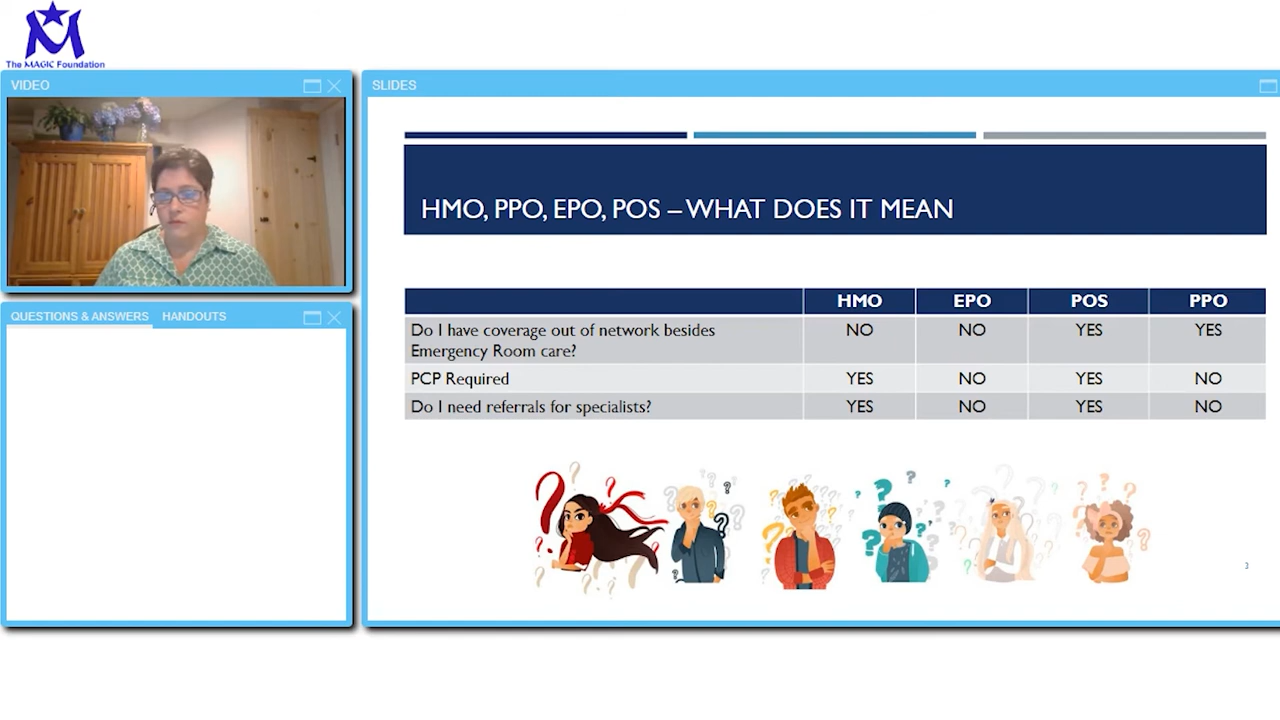 The MAGIC Foundation
VIDEO
QUESTIONS & ANSWERS HANDOUTS
SLIDES
HMO, PPO, EPO, POS – WHAT DOES IT MEAN
HMO EPO POS PPO
Do I have coverage out of network besides NO NO YES YES
Emergency Room care?
PCP Required YES NO YES NO
Do I need referrals for specialists? YES NO YES NO